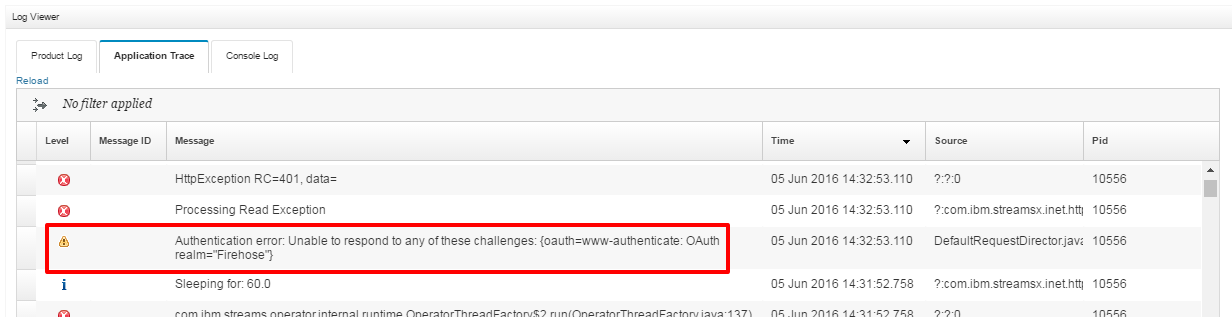 Log Viewer
Product Log Application Trace Console Log
Reload
No filter applied
Level Message ID Message Time Source Pid
HttpException RC=401, data= 05 Jun 2016 14:32:53.110 ?:?:0 10556
Processing Read Exception 05 Jun 2016 14:32:53.110 ?:com.ibm.streamsx.inet.http 10556
Authentication error: Unable to respond to any of these challenges: {oauth=www-authenticate: OAuth 05 Jun 2016 14:32:53.110 DefaultRequestDirector.java 10556
realm="Firehose"}
Sleeping for: 60.0 05 Jun 2016 14:31:52.758 ?:com.ibm.streamsx.inet.http 10556
com.ibm.streams.operator.internal.runtime.OperatorThreadFactory$2.run(OperatorThreadFactory.java:137) 05 Jun 2016 14:31:52.758 ?:?:0 10556